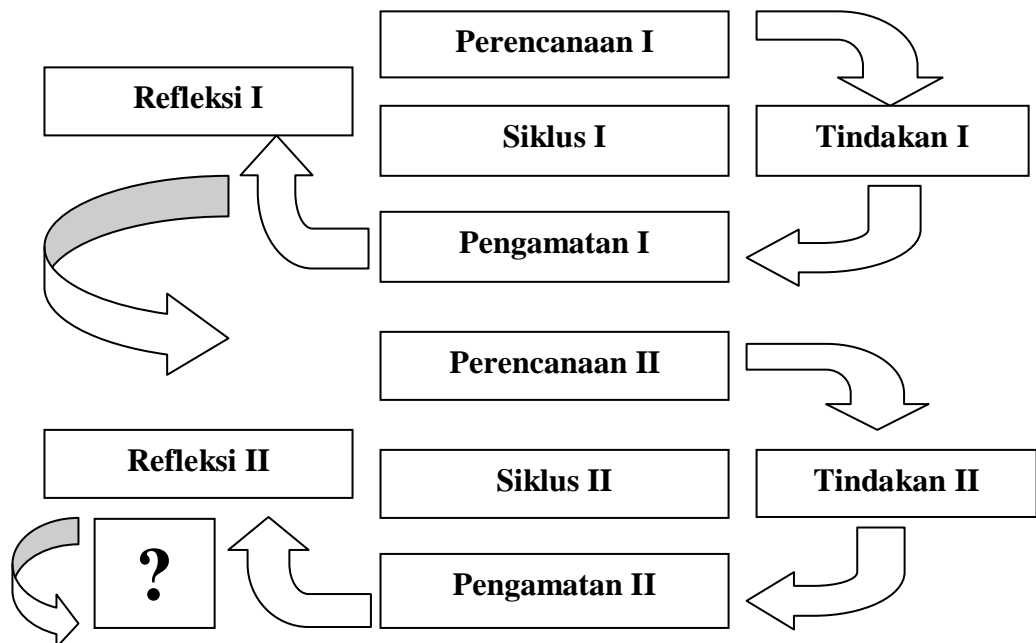 Perencanaan I
Refleksi I
Siklus I
Tindakan I
Pengamatan I
Perencanaan II
Refleksi II
Siklus II
Tindakan II
?
Pengamatan II